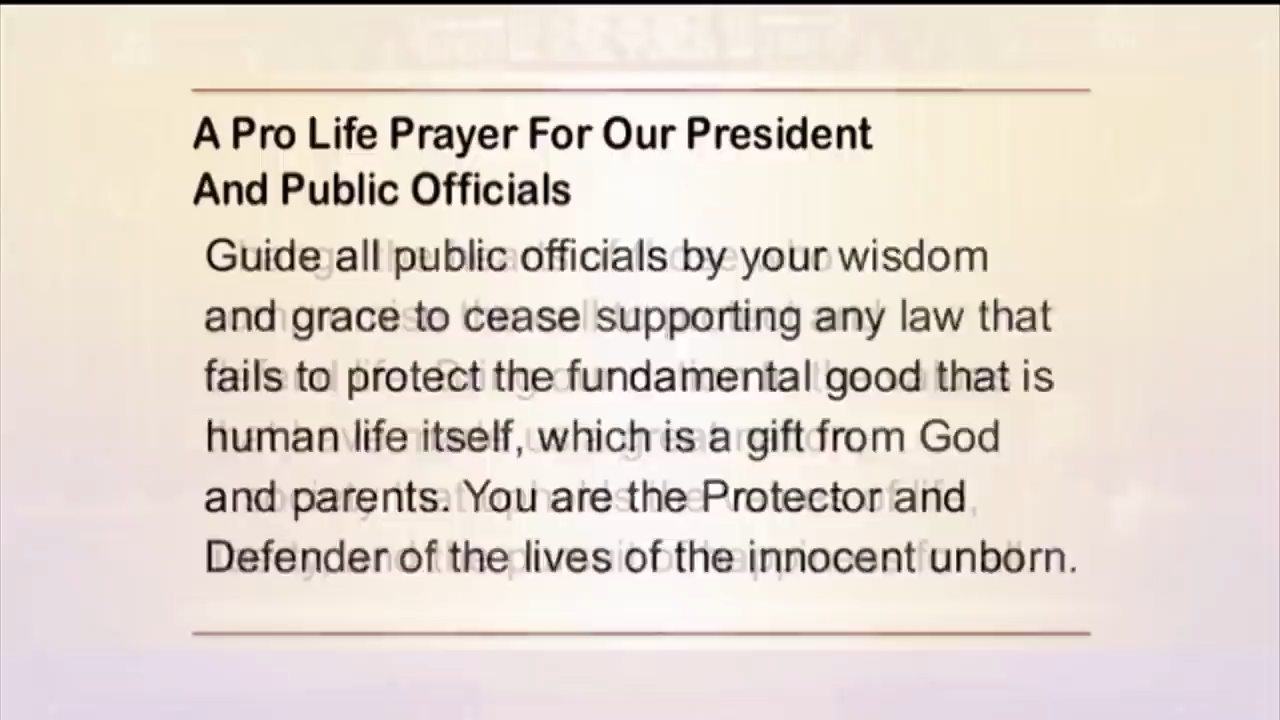 A Pro Life Prayer For Our President
And Public Officials
Guide all public officials by your wisdom
and grace to cease supporting any law that
fails to protect the fundamental good that is
human life itself, which is a gift from God
and parents. You are the Protector and
Defender of the lives of the innocent unborn.